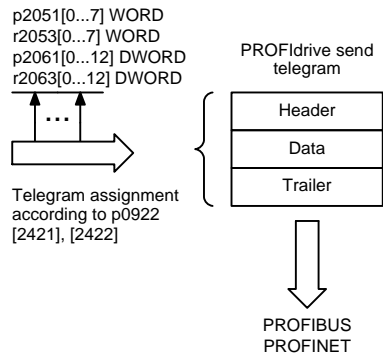 p2051[0...7] WORD
r2053[0...7] WORD
p2061[0...12] DWORD
r2063[0...12] DWORD
...
Telegram assignment
according to p0922
[2421], [2422]
PROFIdrive send
telegram
Header
Data
Trailer
PROFIBUS
PROFINET